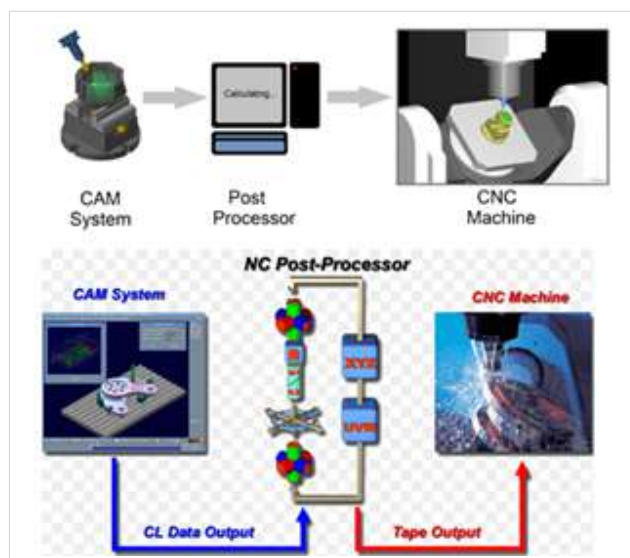 Calculating...
CAM
System
Post
Processor
CNC
Machine
NC Post-Processor
CAM System
CNC Machine
XYZ
UVW
CL Data Output
Tape Output